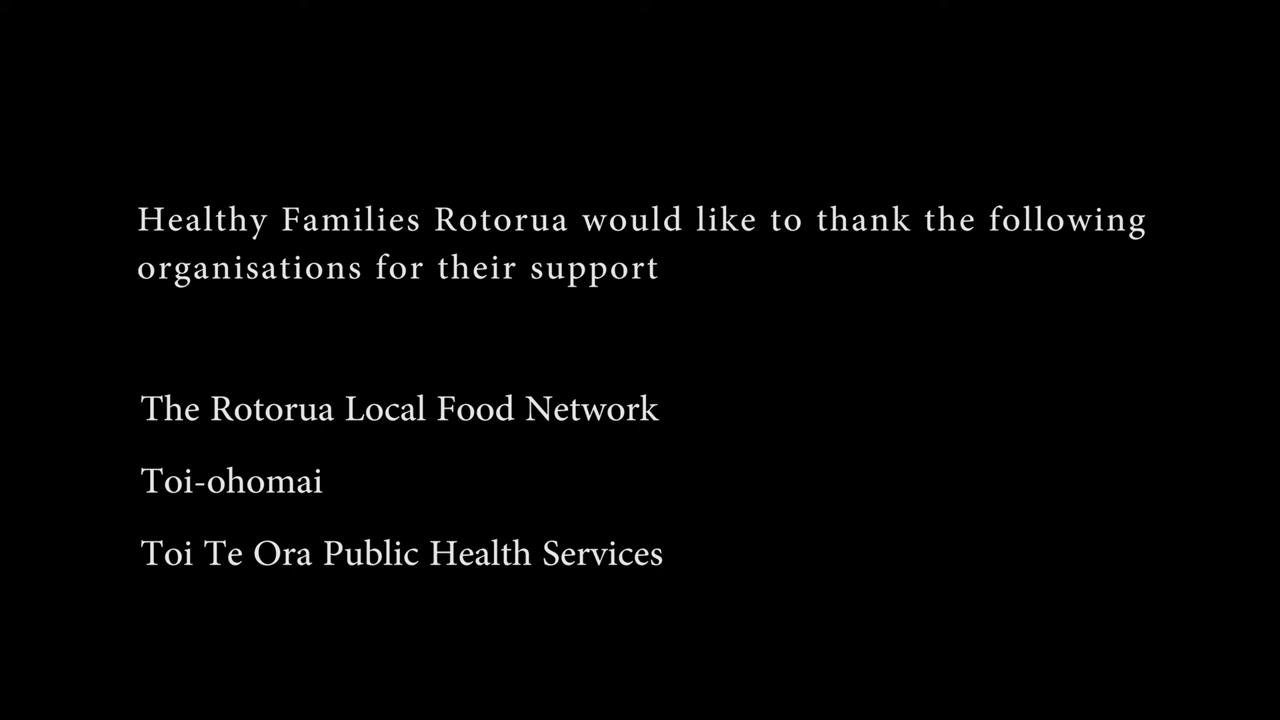 Healthy Families Rotorua would like to thank the following
organisations for their support
The Rotorua Local Food Network
Toi-ohomai
Toi Te Ora Public Health Services